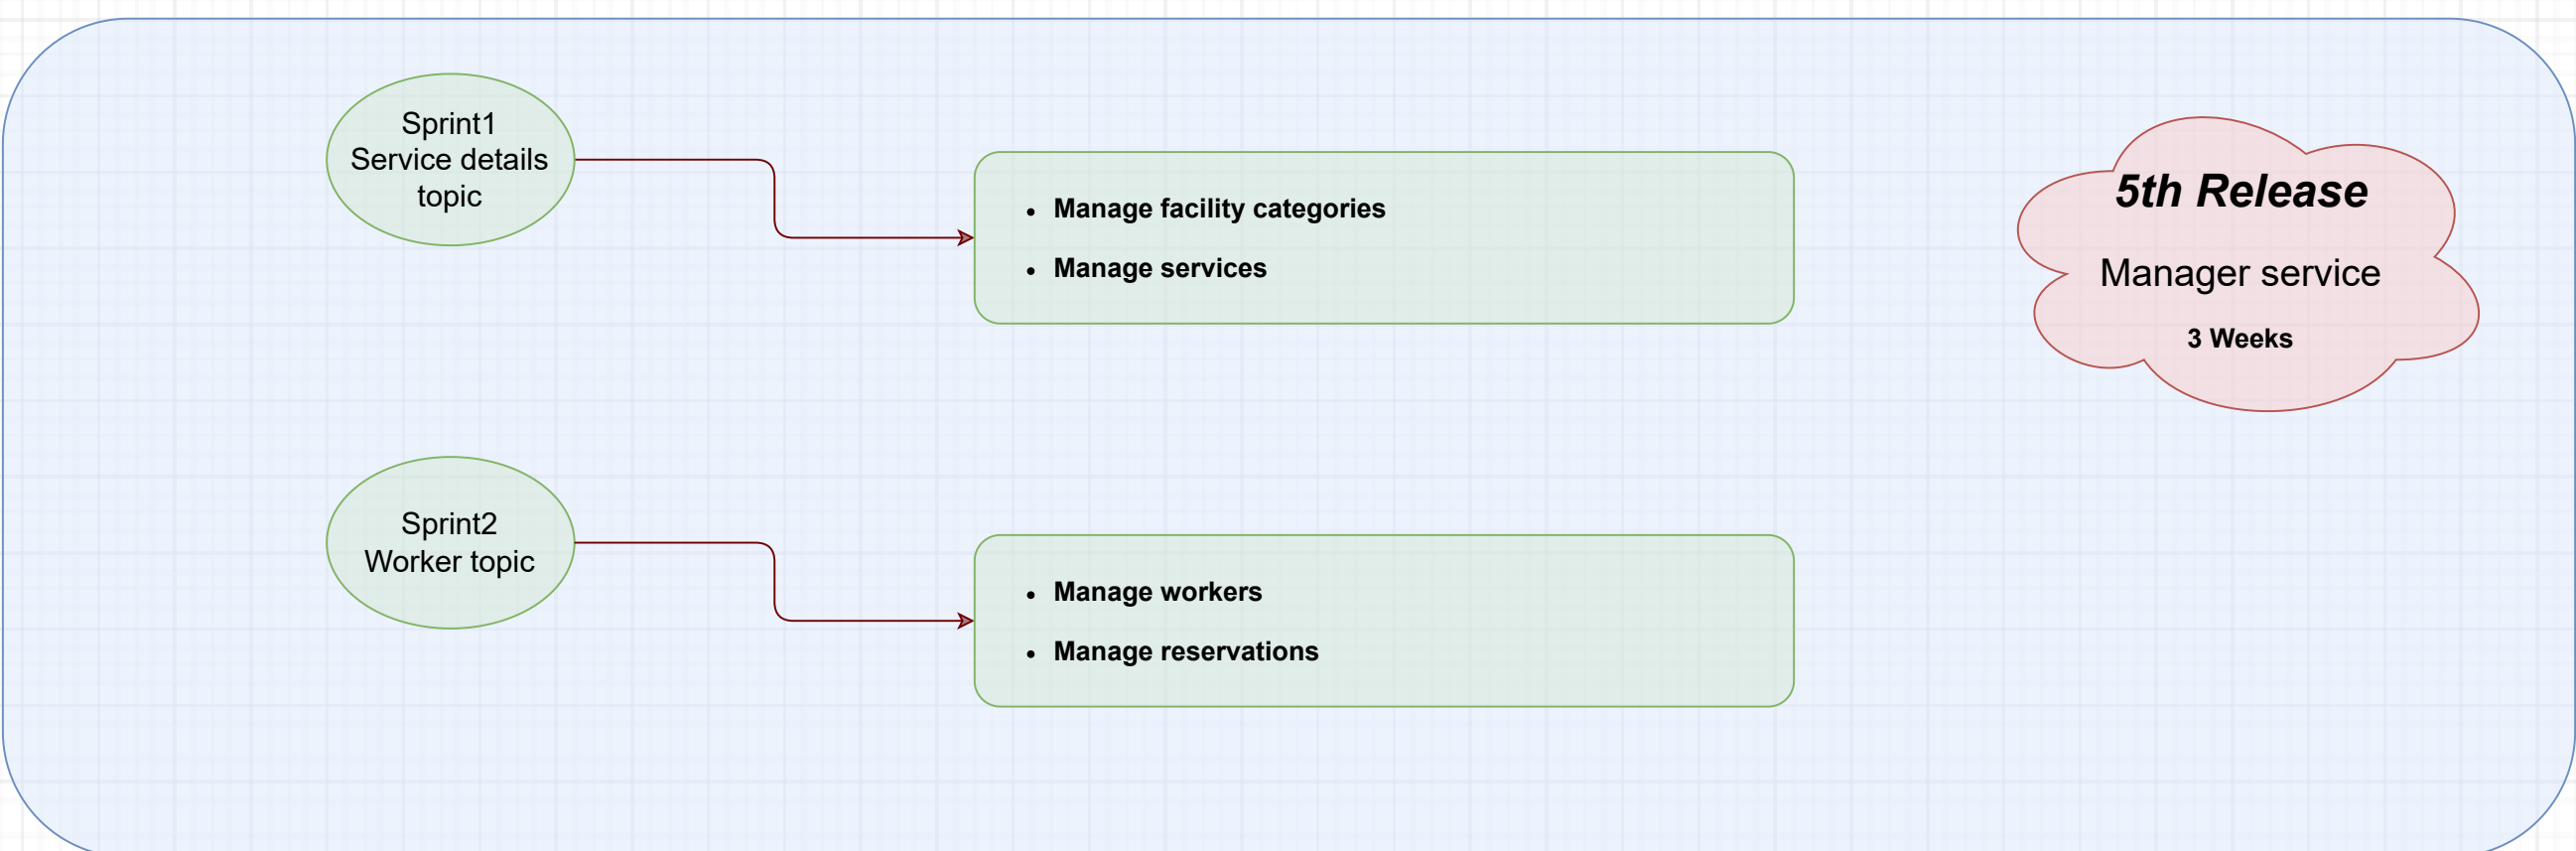 Sprint1
Service details
topic
• Manage facility categories
• Manage services
5th Release
Manager service
3 Weeks
Sprint2
Worker topic
• Manage workers
• Manage reservations